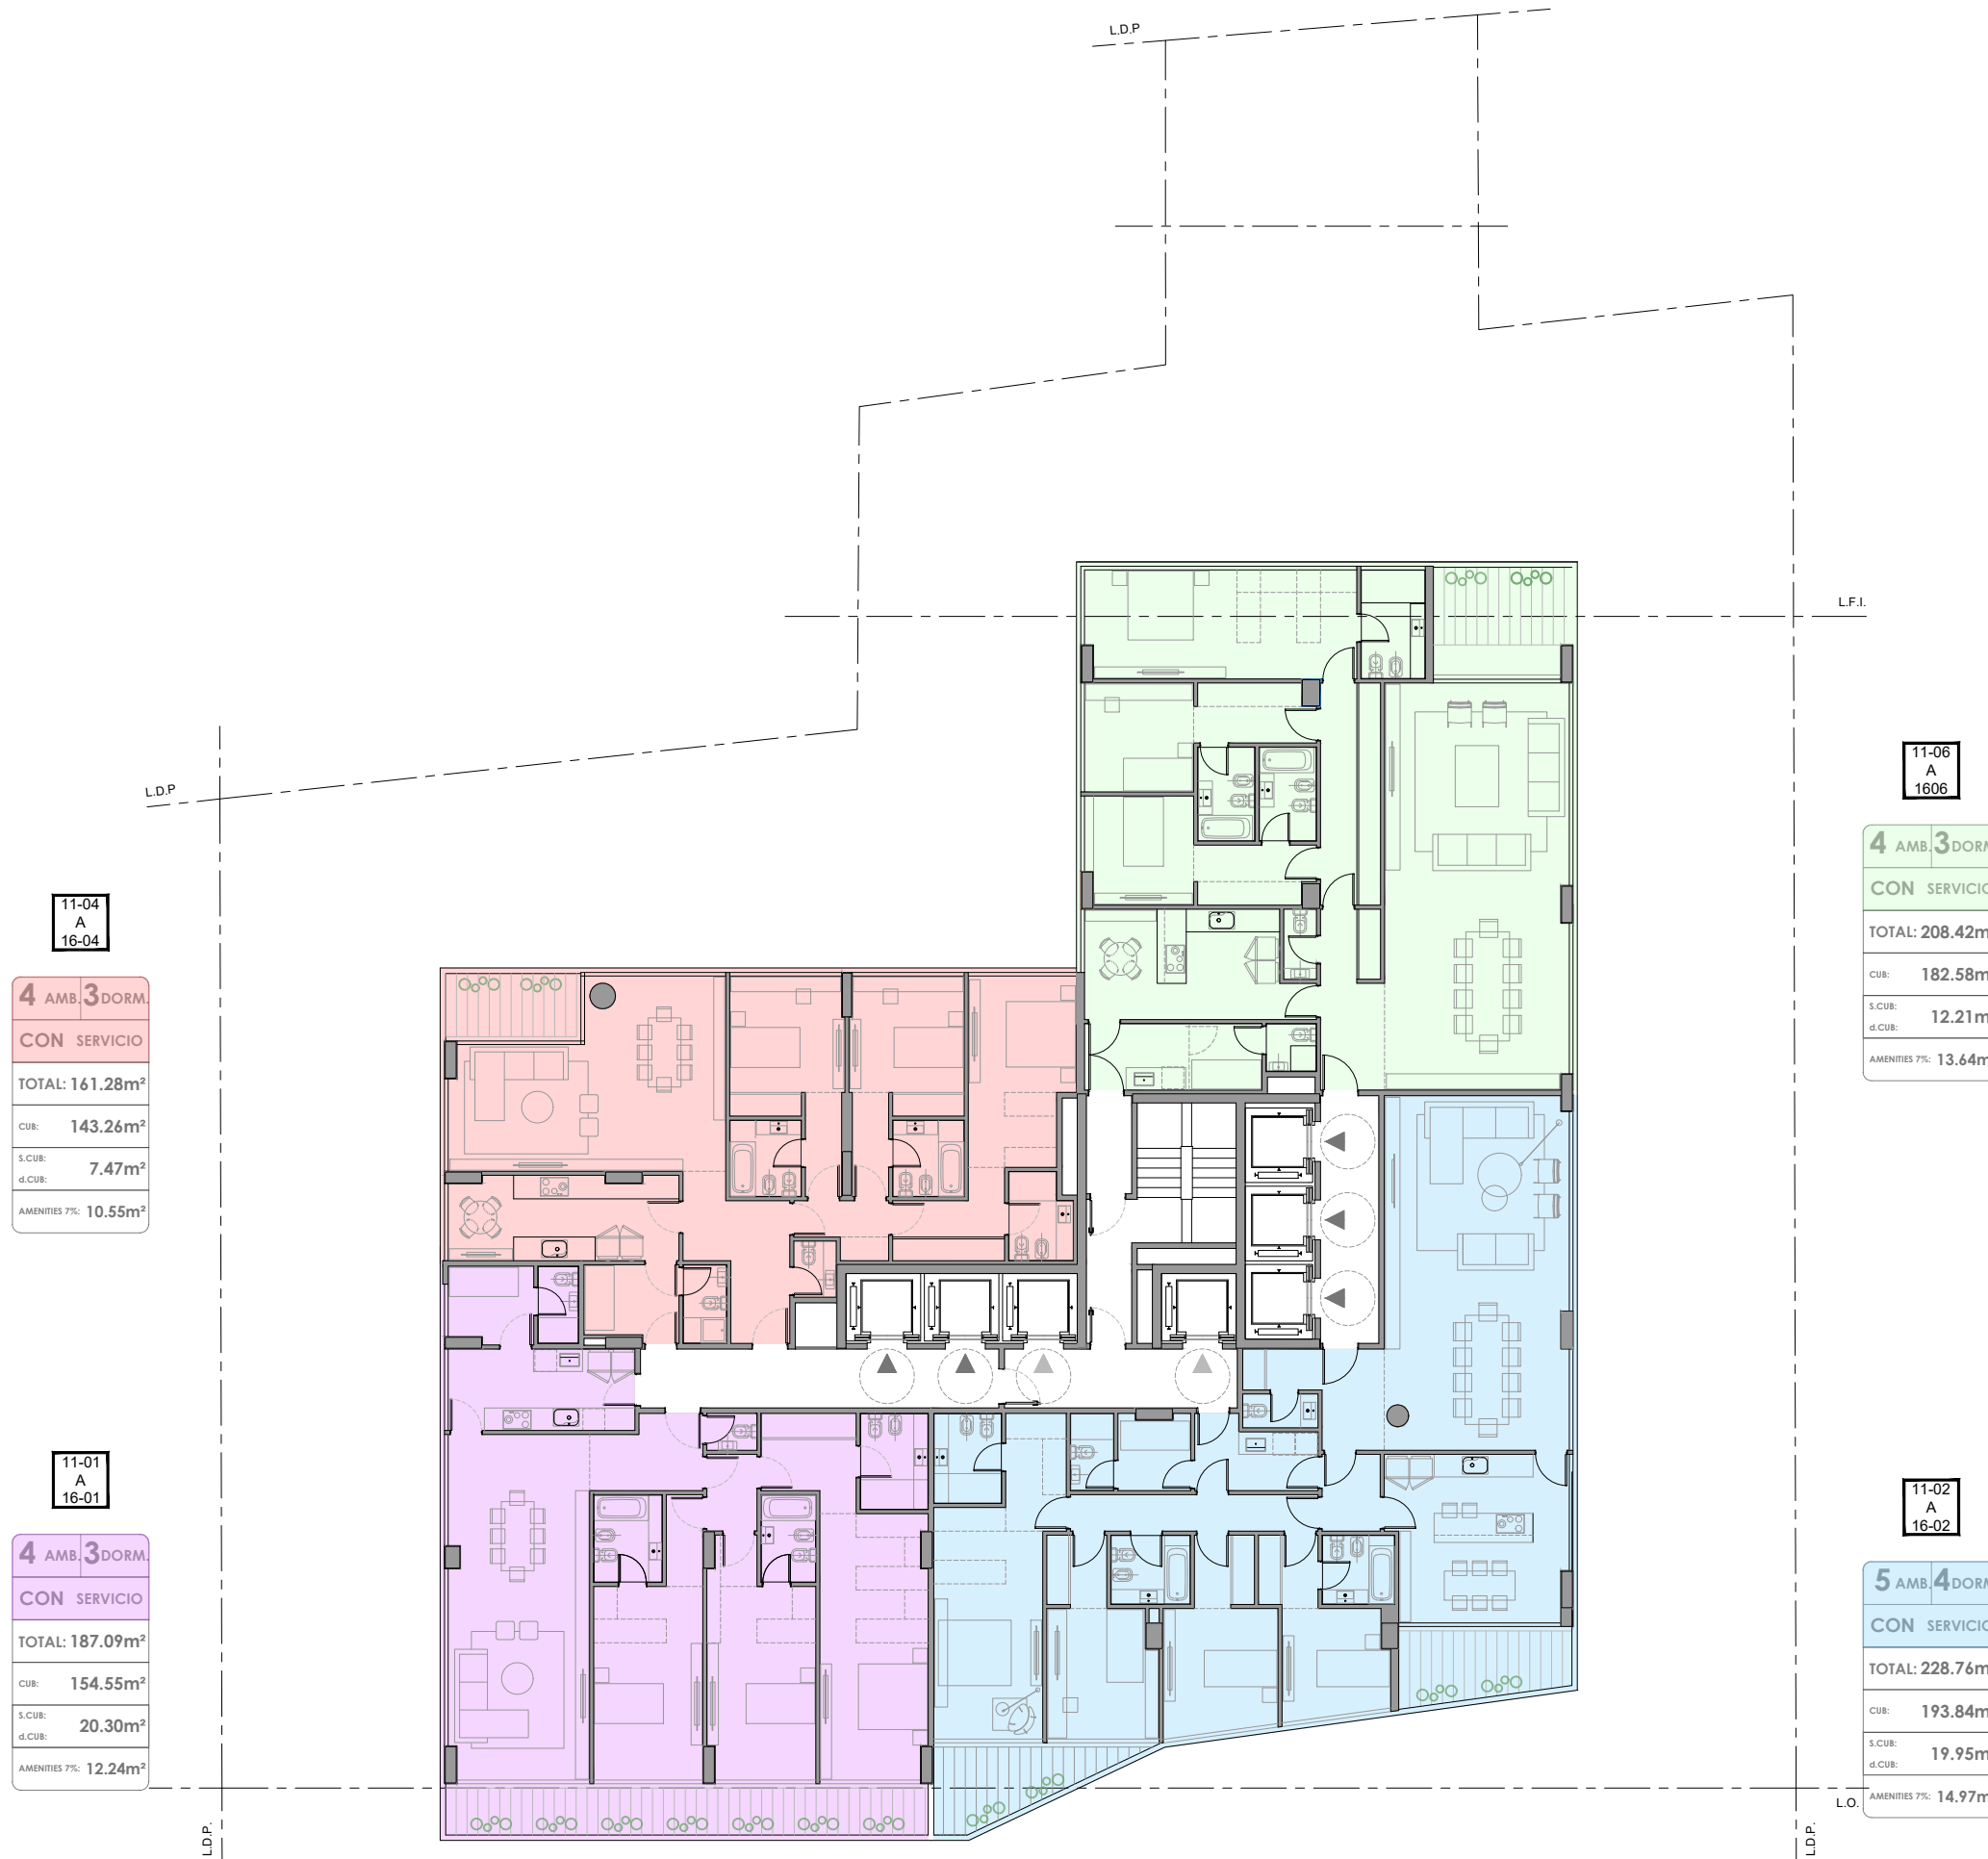 L.D.P
L.F.I.
L.D.P
11-06
A
1606
4 AMB. 3 DORM
CON SERVICIO
TOTAL: 208.42m
CUB: 182.58m
S.CUB:
d.CUB: 12.21m
AMENITIES 7%: 13.64m
11-04
A
16-04
4 AMB. 3 DORM.
CON SERVICIO
TOTAL: 161.28m²
CUB: 143.26m²
S.CUB:
d.CUB: 7.47m²
AMENITIES 7%: 10.55m²
11-01
A
16-01
4 AMB. 3 DORM.
CON SERVICIO
TOTAL: 187.09m²
CUB: 154.55m²
S.CUB:
d.CUB: 20.30m²
AMENITIES 7%: 12.24m²
11-02
A
16-02
5 AMB. 4 DORM
CON SERVICIO
TOTAL: 228.76m
CUB: 193.84m
S.CUB:
d.CUB: 19.95m
AMENITIES 7%: 14.97m
L.O.
L.D.P.
L.D.P.